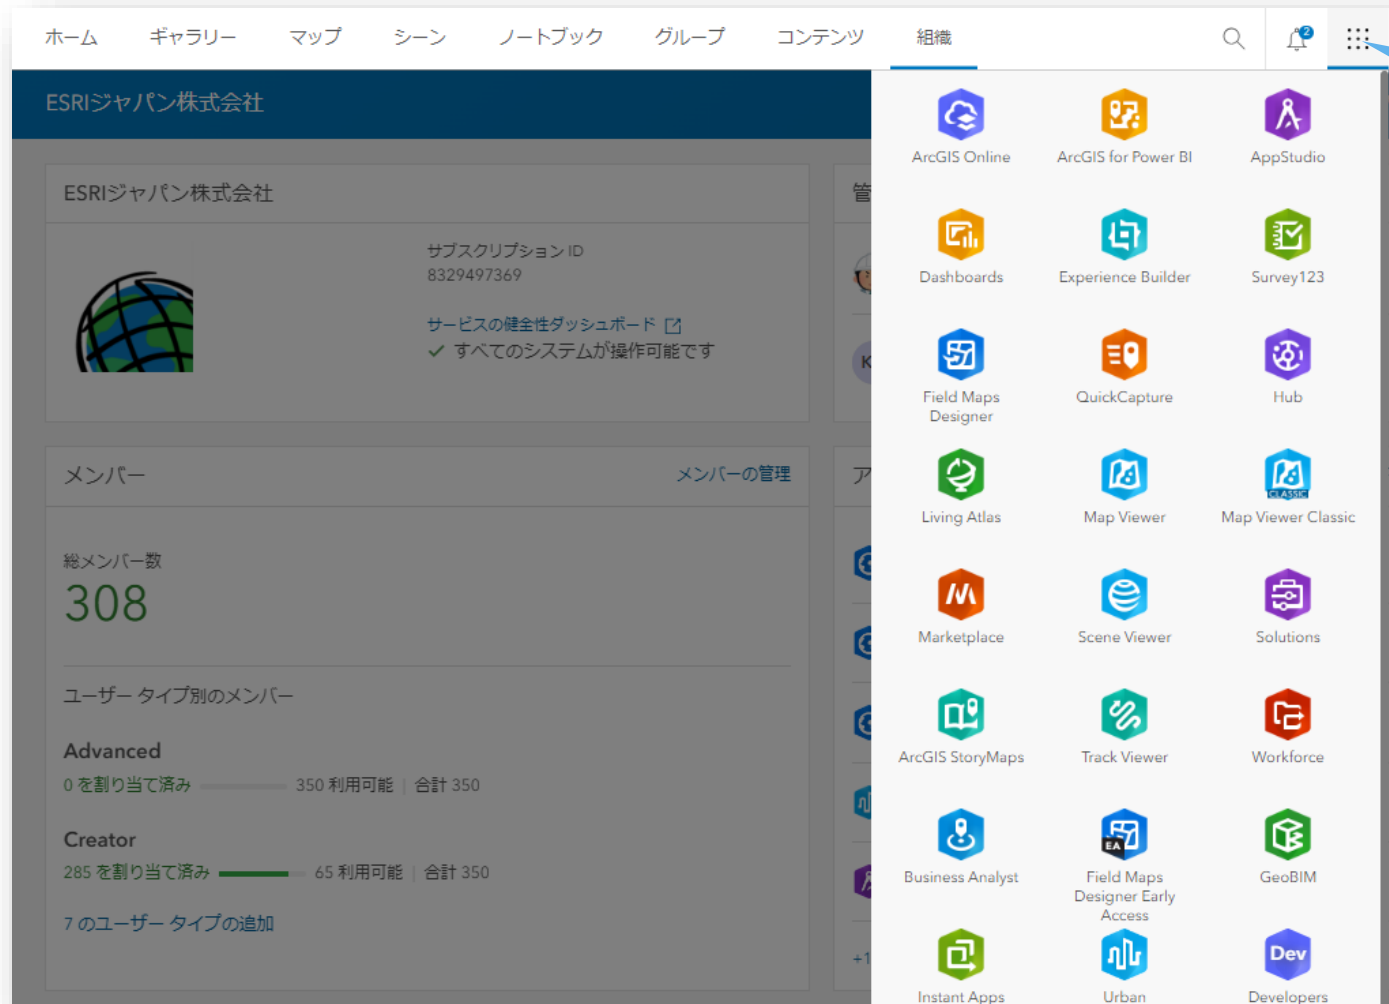 ホーム ギャラリー マップ シーン ノートブック グループ コンテンツ 組織 2
ESRIジャパン株式会社
ESRIジャパン株式会社
管
サブスクリプション ID
8329497369
サービスの健全性ダッシュボード
すべてのシステムが操作可能です
K
メンバー メンバーの管理
ア
総メンバー数
308
ユーザー タイプ別のメンバー
Advanced
0 を割り当て済み 350 利用可能 | 合計 350
Creator
285 を割り当て済み 65 利用可能 | 合計 350
7 のユーザー タイプの追加
+1
ArcGIS Online ArcGIS for Power BI AppStudio
Dashboards Experience Builder Survey123
Field Maps
Designer
QuickCapture Hub
Living Atlas Map Viewer
CLASSIC
Map Viewer Classic
Marketplace Scene Viewer Solutions
ArcGIS StoryMaps Track Viewer Workforce
Business Analyst
EA
Field Maps
Designer Early
Access
GeoBIM
Instant Apps Urban
Dev
Developers